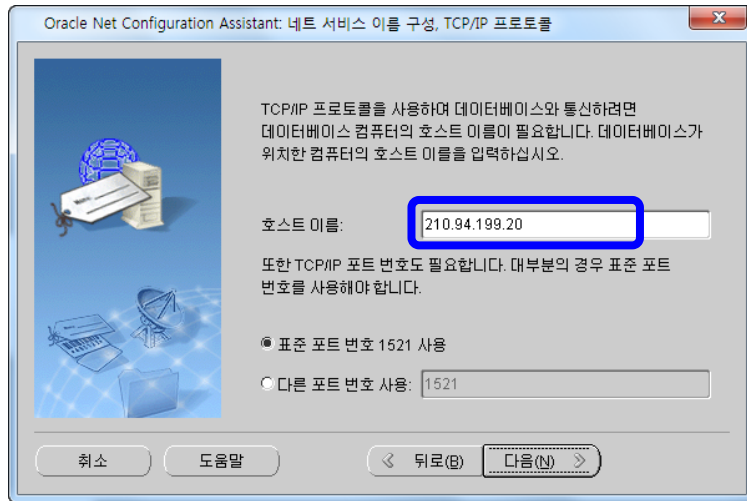 Oracle Net Configuration Assistant: 네트 서비스 이름 구성, TCP/IP 프로토콜
TCP/IP 프로토콜을 사용하여 데이터베이스와 통신하려면
데이터베이스 컴퓨터의 호스트 이름이 필요합니다. 데이터베이스가
위치한 컴퓨터의 호스트 이름을 입력하십시오.
호스트 이름: 210.94.199.20
또한 TCP/IP 포트 번호도 필요합니다. 대부분의 경우 표준 포트
번호를 사용해야 합니다.
표준 포트 번호 1521 사용
다른 포트 번호 사용: 1521
취소 도움말 뒤로(B) 다음(N)